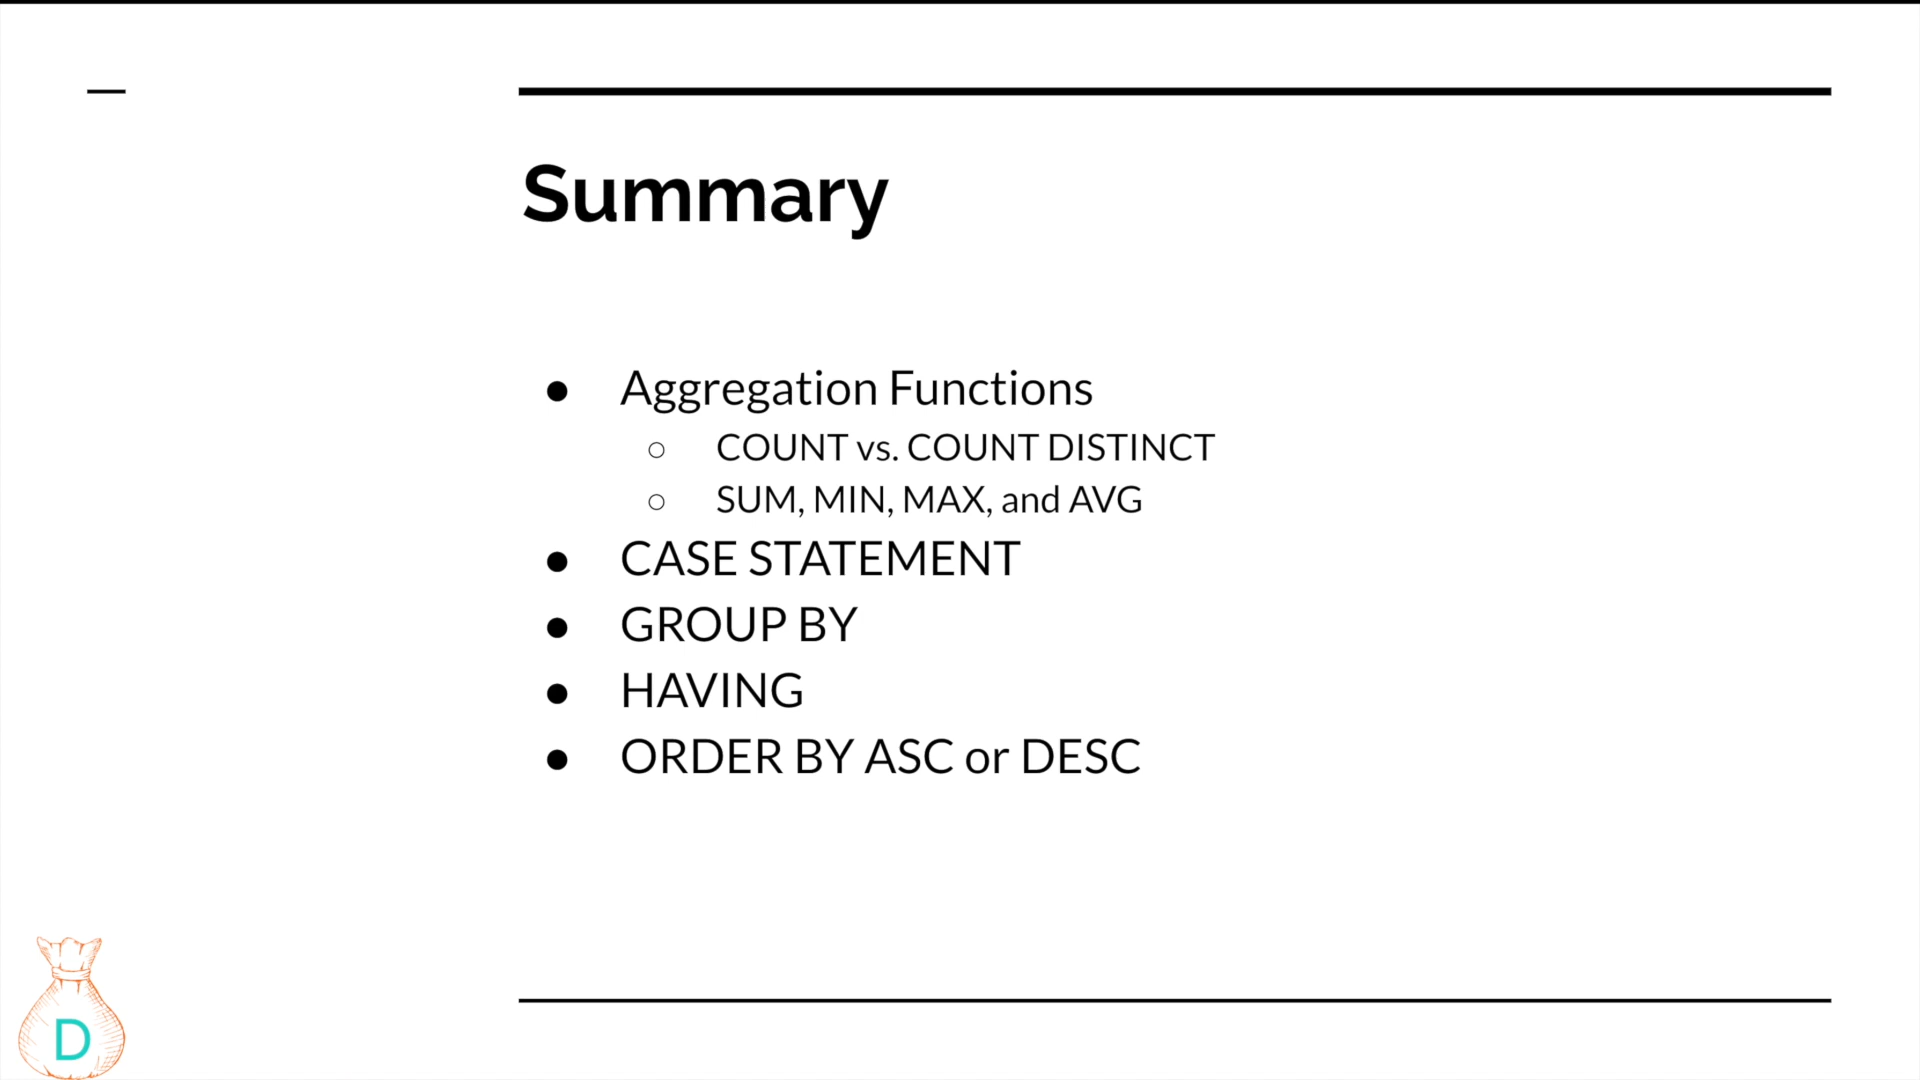 Summary
● Aggregation Functions
○ COUNT vs. COUNT DISTINCT
○ SUM, MIN, MAX, and AVG
● CASE STATEMENT
● GROUP BY
● HAVING
● ORDER BY ASC or DESC
D